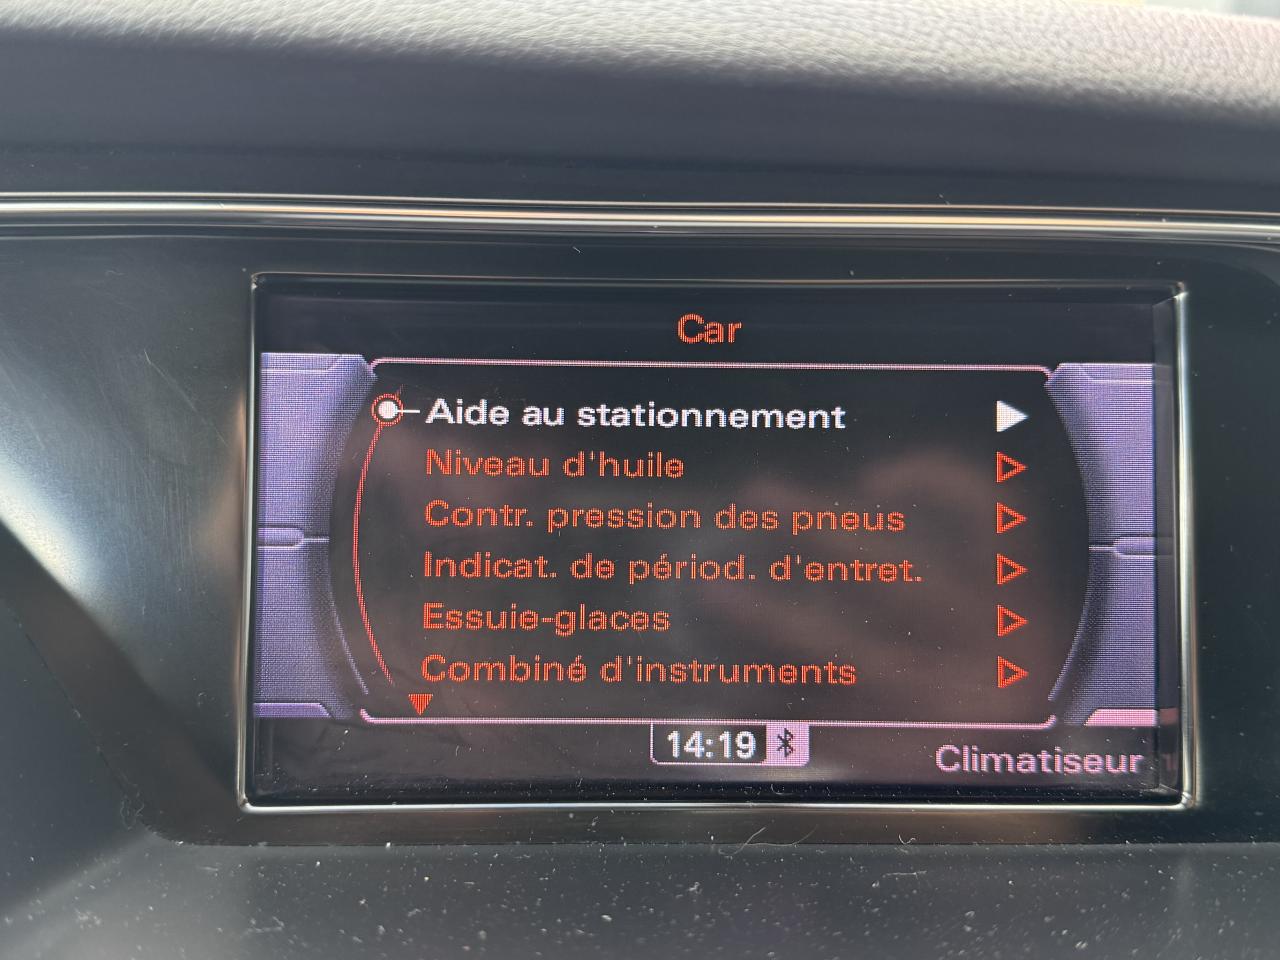 Car
Aide au stationnement
Niveau d'huile
Contr. pression des pneus
Indicat. de périod. d'entret.
Essuie-glaces
Combiné d'instruments
14:19
Climatiseur